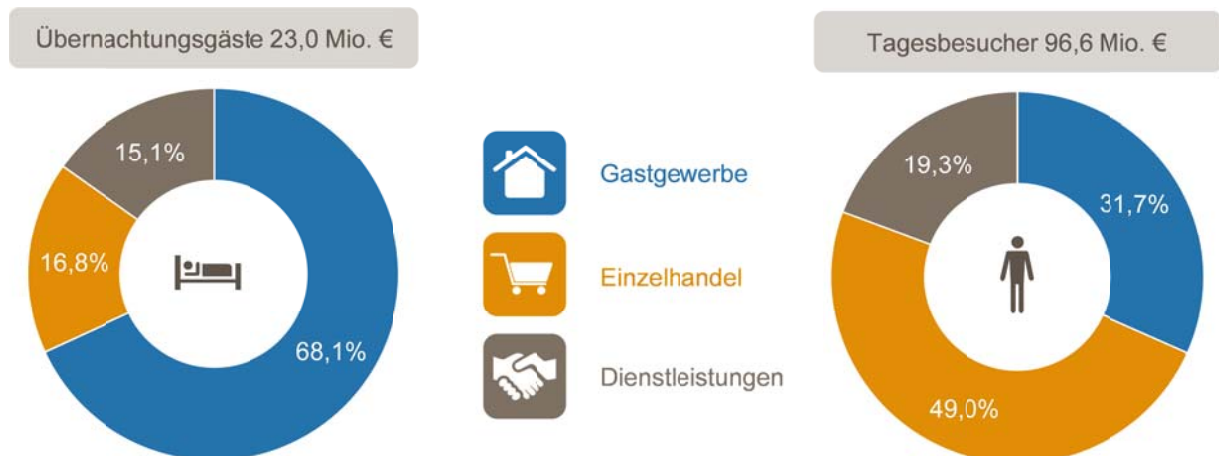 Übernachtungsgäste 23,0 Mio. €
15,1%
16,8%
68,1%
Gastgewerbe
Einzelhandel
Dienstleistungen
Tagesbesucher 96,6 Mio. €
19,3%
31,7%
49,0%